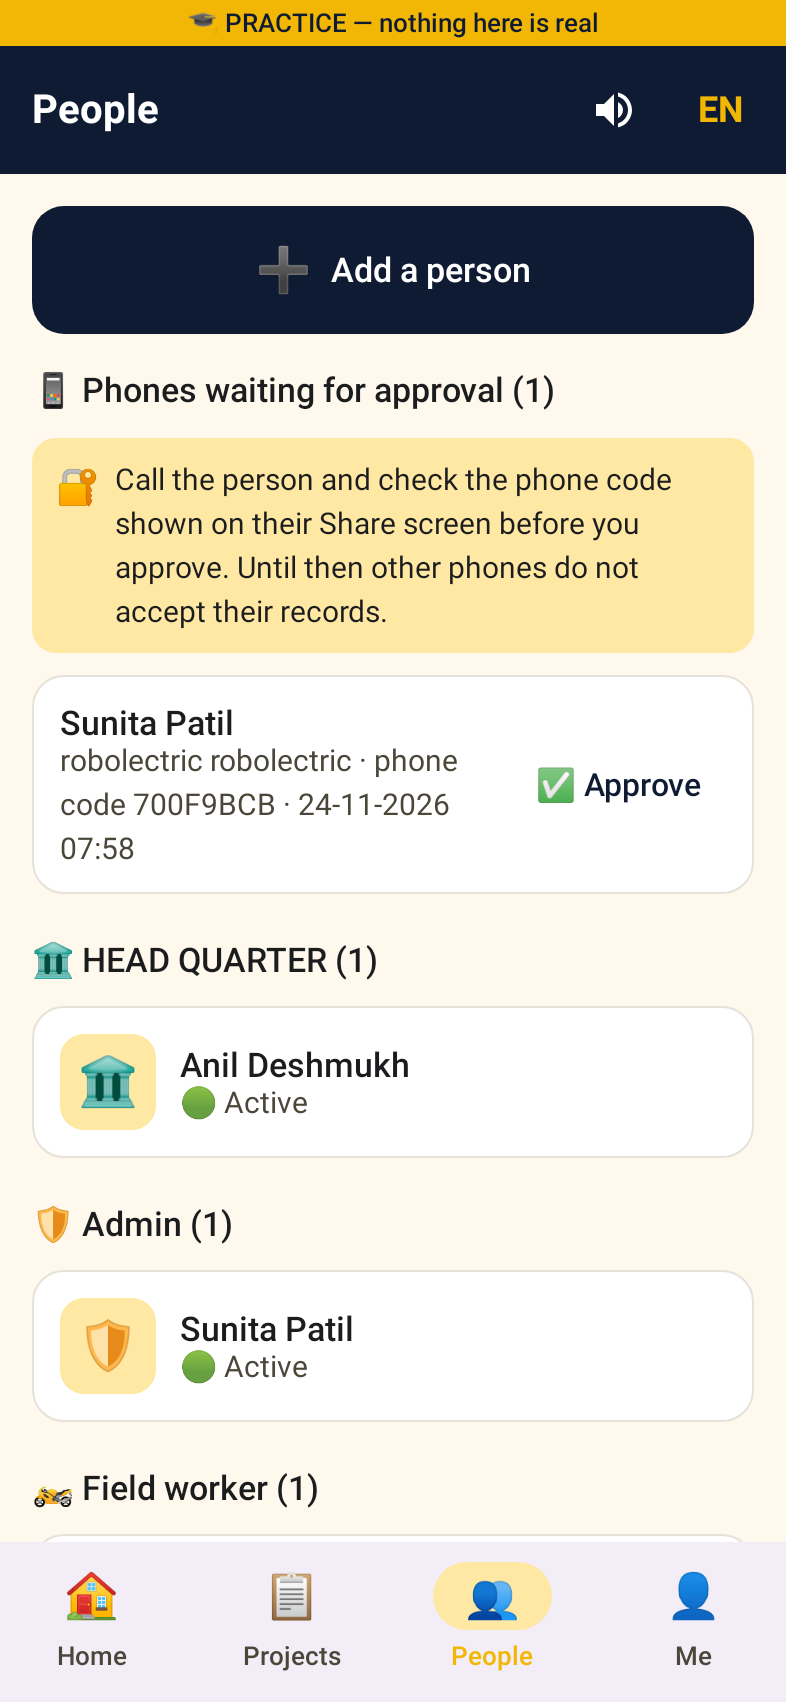 PRACTICE — nothing here is real
People
EN
Add a person
Phones waiting for approval (1)
Call the person and check the phone code
shown on their Share screen before you
approve. Until then other phones do not
accept their records.
Sunita Patil
robolectric robolectric · phone
code 700F9BCB · 24-11-2026
07:58
Approve
HEAD QUARTER (1)
Anil Deshmukh
Active
Admin (1)
Sunita Patil
Active
Field worker (1)
Home
Projects
People
Me